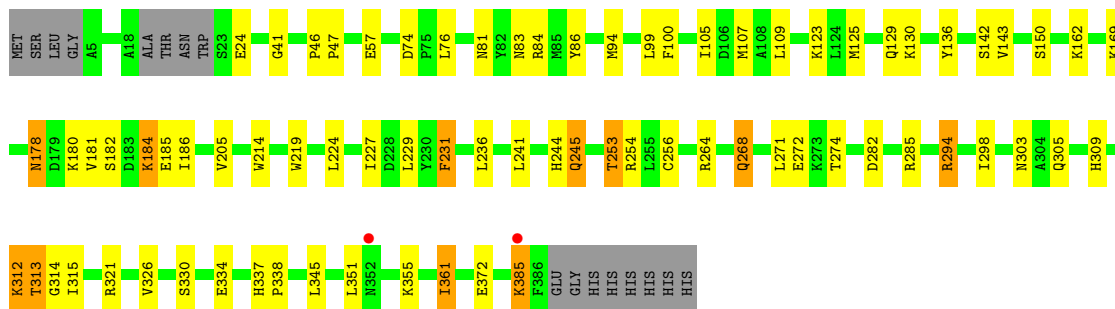 MET SER LEU GLY A5 A18 ALA THR ASN TRP S23 E24 G41 P46 P47 E57 D74 P75 L76 N81 Y82 N83 R84 M85 Y86 M94 L99 F100 I105 D106 M107 A108 L109 K123 L124 M125 Q129 K130 Y136 S142 V143 S150 K162 K169
N178 D179 K180 V181 S182 D183 K184 E185 I186 V205 W214 W219 L224 I227 D228 L229 Y230 F231 L236 L241 H244 Q245 T253 R254 L255 C256 R264 Q268 L271 E272 K273 T274 D282 R285 R294 I298 N303 A304 Q305 H309
K312 T313 G314 I315 R321 V326 S330 E334 H337 P338 L345 L351 N352 K355 I361 E372 K385 F386 GLU GLY HIS HIS HIS HIS HIS HIS